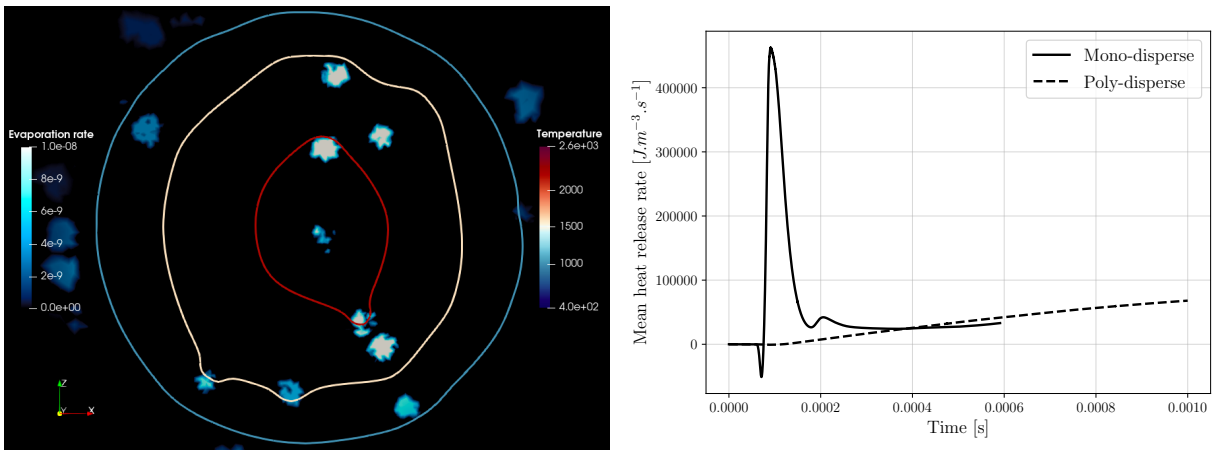 Evaporation rate
1.0e-08
8e-9
6e-9
4e-9
2e-9
0.0e+00
Z
Y
X
Temperature
2.6e+03
2000
1500
1000
4.0e+02
Mean heat release rate [J.m⁻³.s⁻¹]
400000
300000
200000
100000
0
Mono-disperse
Poly-disperse
0.0000
0.0002
0.0004
0.0006
0.0008
0.0010
Time [s]